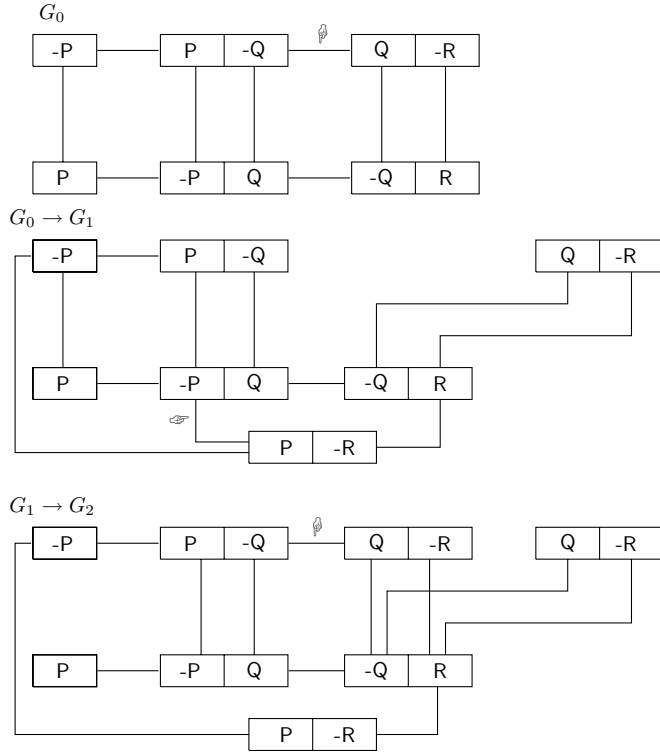 G₀
-P P -Q Q -R
P -P Q -Q R
G₀ → G₁
-P P -Q Q -R
P -P Q -Q R
P -R
G₁ → G₂
-P P -Q Q -R Q -R
P -P Q -Q R
P -R